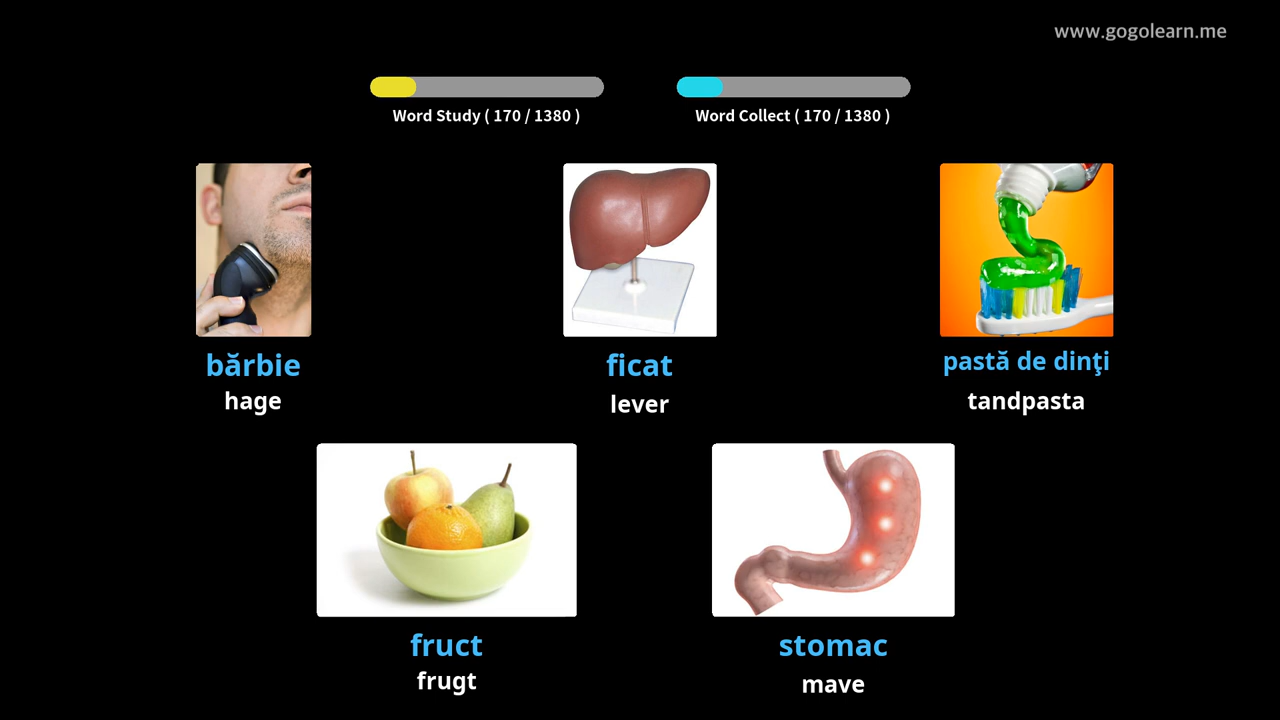 www.gogolearn.me
Word Study ( 170 / 1380 )
Word Collect ( 170 / 1380 )
bărbie
hage
ficat
lever
pastă de dinţi
tandpasta
fruct
frugt
stomac
mave